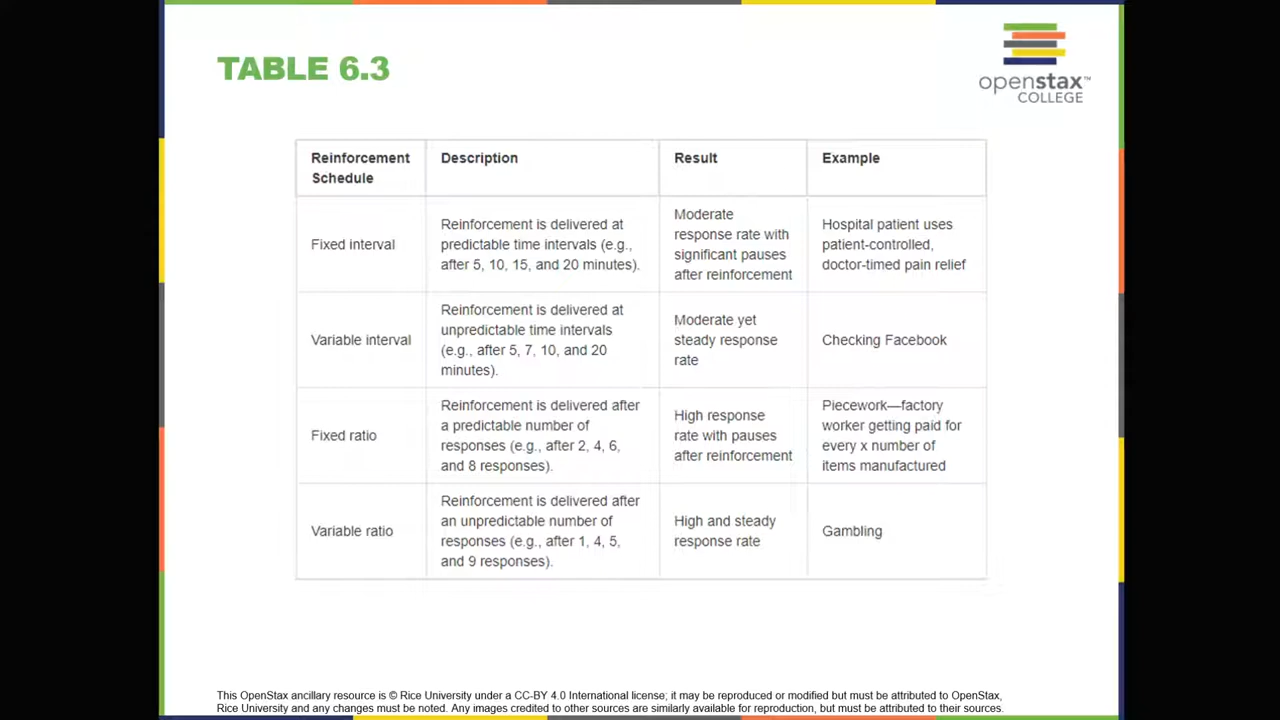 TABLE 6.3
openstax™
COLLEGE
Reinforcement
Schedule
Description
Result
Example
Fixed interval
Reinforcement is delivered at
predictable time intervals (e.g.,
after 5, 10, 15, and 20 minutes).
Moderate
response rate with
significant pauses
after reinforcement
Hospital patient uses
patient-controlled,
doctor-timed pain relief
Variable interval
Reinforcement is delivered at
unpredictable time intervals
(e.g., after 5, 7, 10, and 20
minutes).
Moderate yet
steady response
rate
Checking Facebook
Fixed ratio
Reinforcement is delivered after
a predictable number of
responses (e.g., after 2, 4, 6,
and 8 responses).
High response
rate with pauses
after reinforcement
Piecework—factory
worker getting paid for
every x number of
items manufactured
Variable ratio
Reinforcement is delivered after
an unpredictable number of
responses (e.g., after 1, 4, 5,
and 9 responses).
High and steady
response rate
Gambling
This OpenStax ancillary resource is © Rice University under a CC-BY 4.0 International license; it may be reproduced or modified but must be attributed to OpenStax,
Rice University and any changes must be noted. Any images credited to other sources are similarly available for reproduction, but must be attributed to their sources.